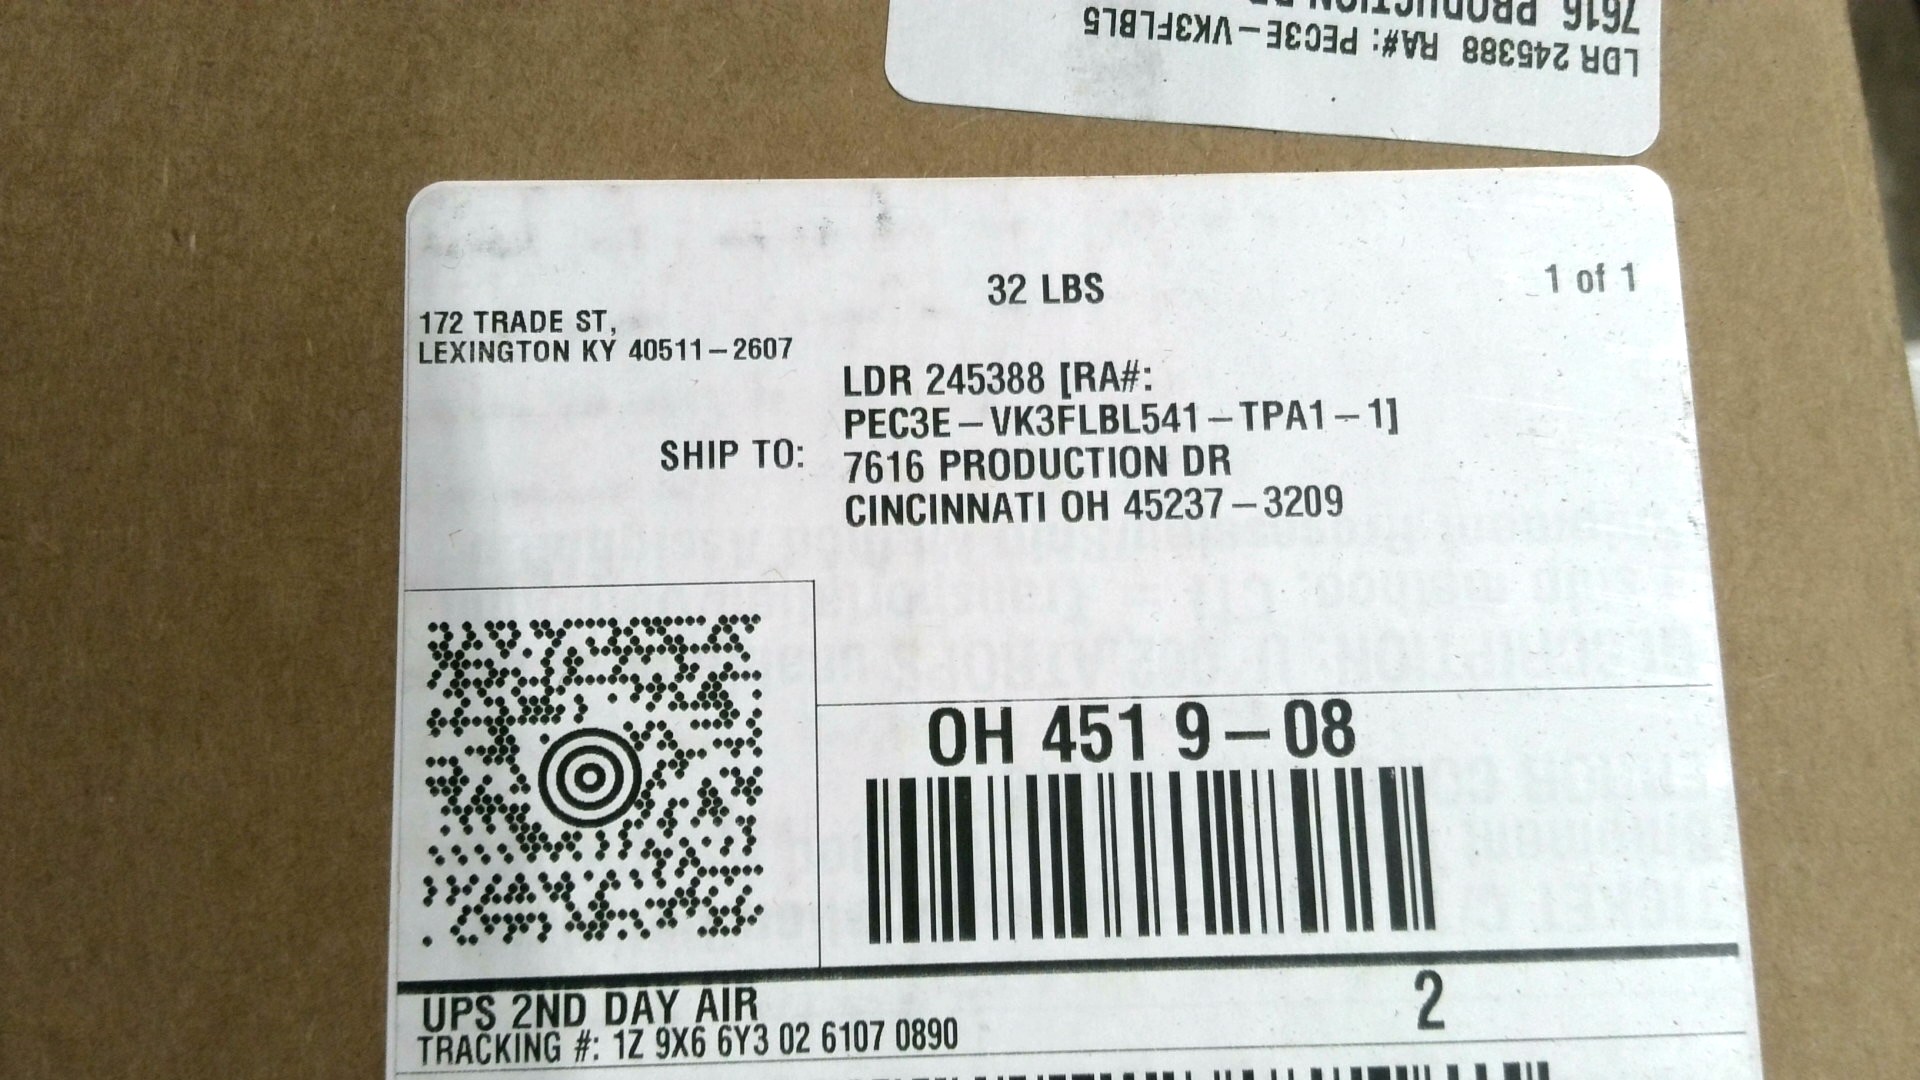 7616 PRODUCTION
LDR 245388 RA#: PEC3E-VK3FLBL5
32 LBS
1 of 1
172 TRADE ST,
LEXINGTON KY 40511-2607
SHIP TO:
LDR 245388 [RA#:
PEC3E-VK3FLBL541-TPA1-1]
7616 PRODUCTION DR
CINCINNATI OH 45237-3209
OH 451 9-08
UPS 2ND DAY AIR
2
TRACKING #: 1Z 9X6 6Y3 02 6107 0890